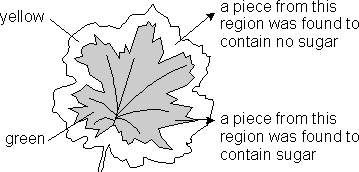 yellow
a piece from this
region was found to
contain no sugar
green
a piece from this
region was found to
contain sugar